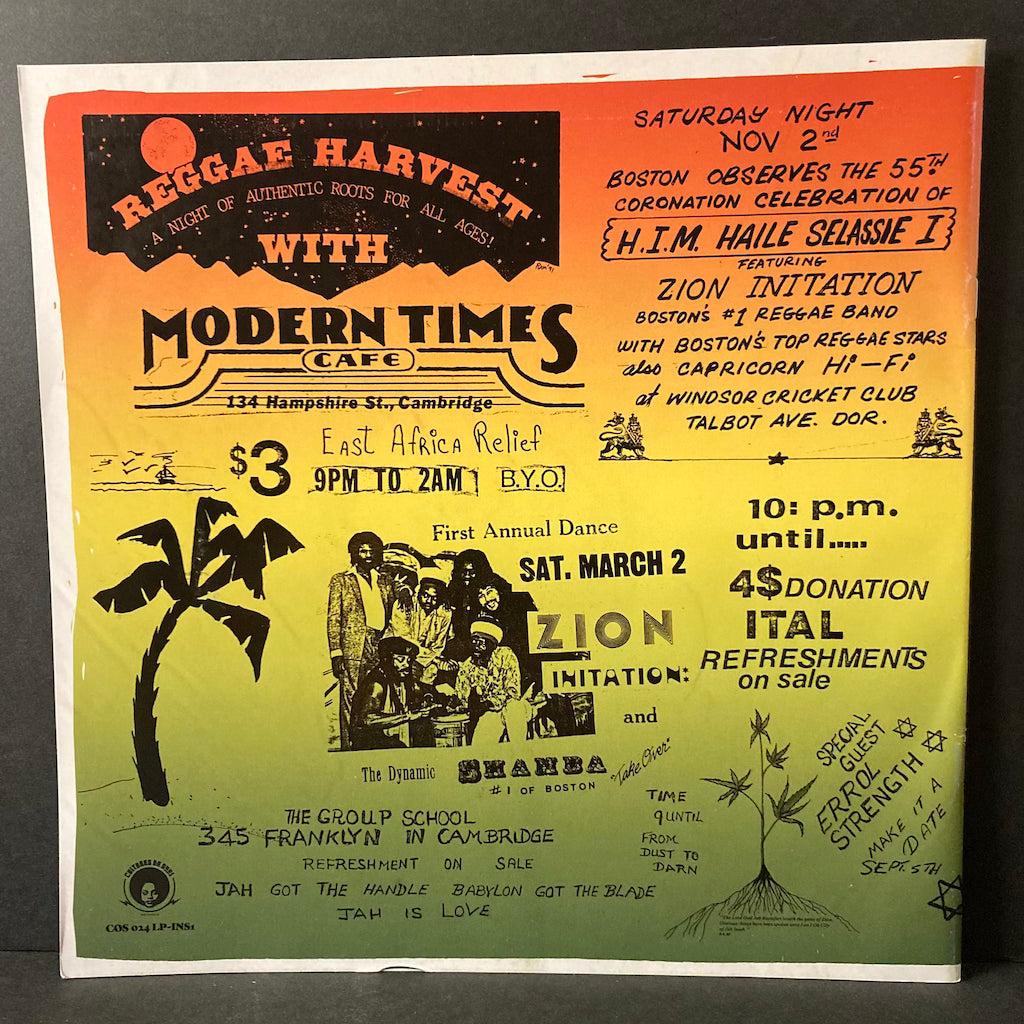 REGGAE HARVEST
A NIGHT OF AUTHENTIC ROOTS FOR ALL AGES!
WITH
MODERN TIMES
CAFE
134 Hampshire St., Cambridge
$3
East Africa Relief
9PM TO 2AM B.Y.O.
SATURDAY NIGHT
NOV 2nd
BOSTON OBSERVES THE 55TH
CORONATION CELEBRATION OF
H.I.M. HAILE SELASSIE I
FEATURING
ZION INITATION
BOSTON'S #1 REGGAE BAND
WITH BOSTON'S TOP REGGAE STARS
also CAPRICORN Hi-Fi
at WINDSOR CRICKET CLUB
TALBOT AVE. DOR.
10: p.m.
until.....
4$ DONATION
ITAL
REFRESHMENTS
on sale
First Annual Dance
SAT. MARCH 2
ZION
INITATION:
and
The Dynamic SHAMBA "Take Over"
#1 OF BOSTON
TIME
9 UNTIL
FROM
DUST TO
DARN
THE GROUP SCHOOL
345 FRANKLYN IN CAMBRIDGE
REFRESHMENT ON SALE
JAH GOT THE HANDLE BABYLON GOT THE BLADE
JAH IS LOVE
SPECIAL
GUEST
ERROL
STRENGTH
MAKE IT A
DATE
SEPT. 5TH
CULTURES OF SOUL
COS 024 LP-INS1